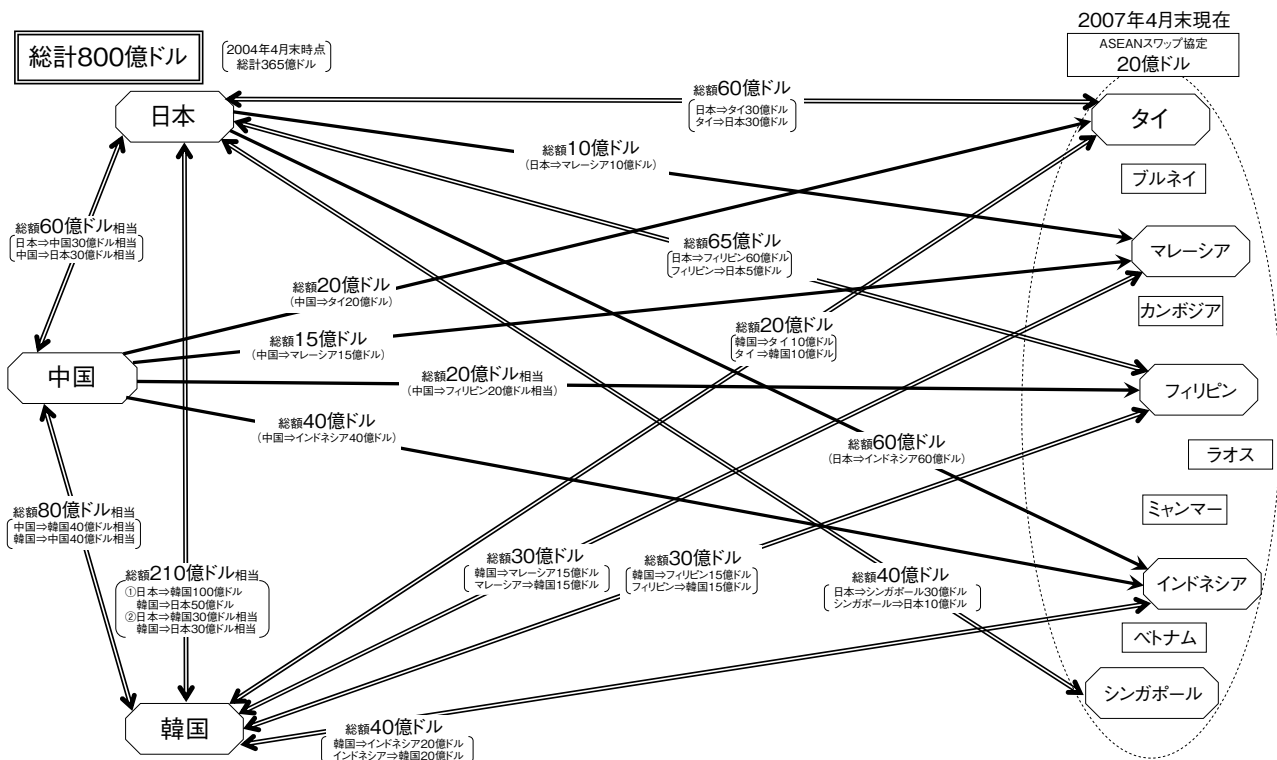 2007年4月末現在
総計800億ドル
2004年4月末時点
総計365億ドル
ASEANスワップ協定
20億ドル
日本
総額60億ドル
日本⇒タイ30億ドル
タイ⇒日本30億ドル
タイ
総額10億ドル
(日本⇒マレーシア10億ドル)
ブルネイ
総額60億ドル相当
日本⇒中国30億ドル相当
中国⇒日本30億ドル相当
総額65億ドル
日本⇒フィリピン60億ドル
フィリピン⇒日本5億ドル
マレーシア
総額20億ドル
(中国⇒タイ20億ドル)
カンボジア
総額15億ドル
(中国⇒マレーシア15億ドル)
総額20億ドル
韓国⇒タイ10億ドル
タイ⇒韓国10億ドル
中国
総額20億ドル相当
(中国⇒フィリピン20億ドル相当)
フィリピン
総額40億ドル
(中国⇒インドネシア40億ドル)
総額60億ドル
(日本⇒インドネシア60億ドル)
ラオス
総額80億ドル相当
中国⇒韓国40億ドル相当
韓国⇒中国40億ドル相当
ミャンマー
総額210億ドル相当
①日本⇒韓国100億ドル
韓国⇒日本50億ドル
②日本⇒韓国30億ドル相当
韓国⇒日本30億ドル相当
総額30億ドル
韓国⇒マレーシア15億ドル
マレーシア⇒韓国15億ドル
総額30億ドル
韓国⇒フィリピン15億ドル
フィリピン⇒韓国15億ドル
総額40億ドル
日本⇒シンガポール30億ドル
シンガポール⇒日本10億ドル
インドネシア
ベトナム
シンガポール
韓国
総額40億ドル
韓国⇒インドネシア20億ドル
インドネシア⇒韓国20億ドル